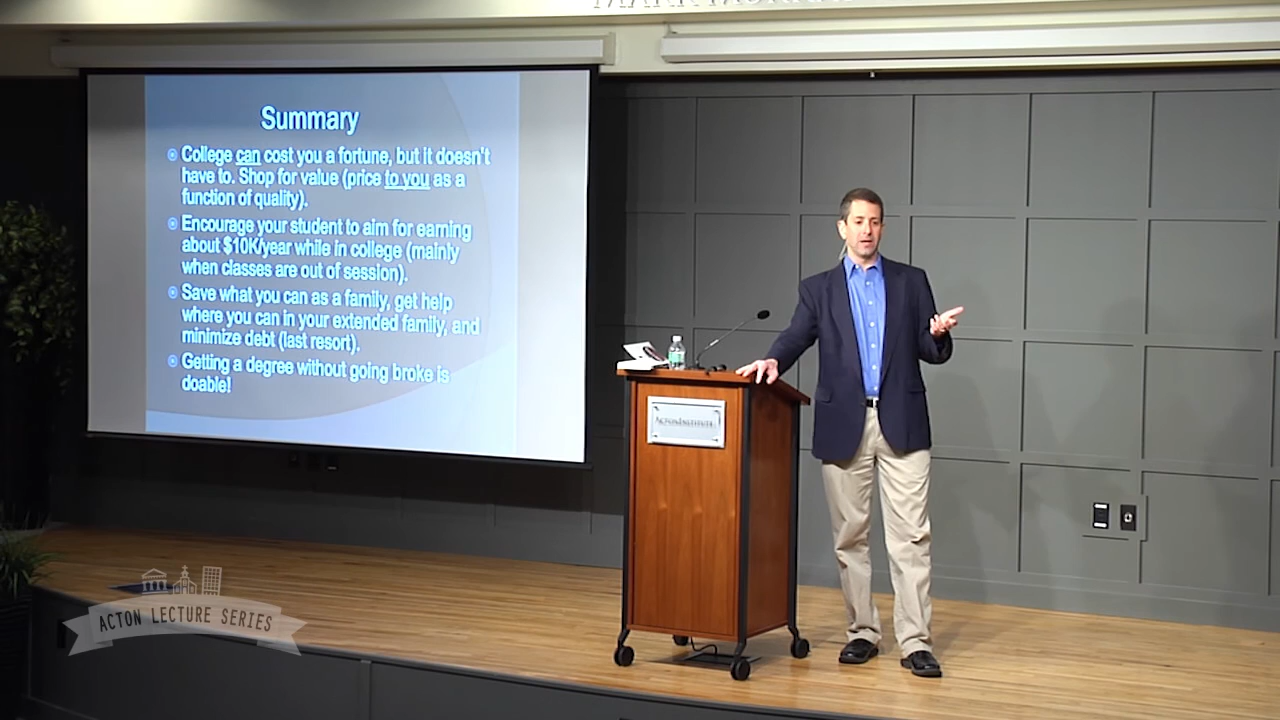 Summary
College can cost you a fortune, but it doesn't
have to. Shop for value (price to you as a
function of quality).
Encourage your student to aim for earning
about $10K/year while in college (mainly
when classes are out of session).
Save what you can as a family, get help
where you can in your extended family, and
minimize debt (last resort).
Getting a degree without going broke is
doable!
ACTON INSTITUTE
ACTON LECTURE SERIES